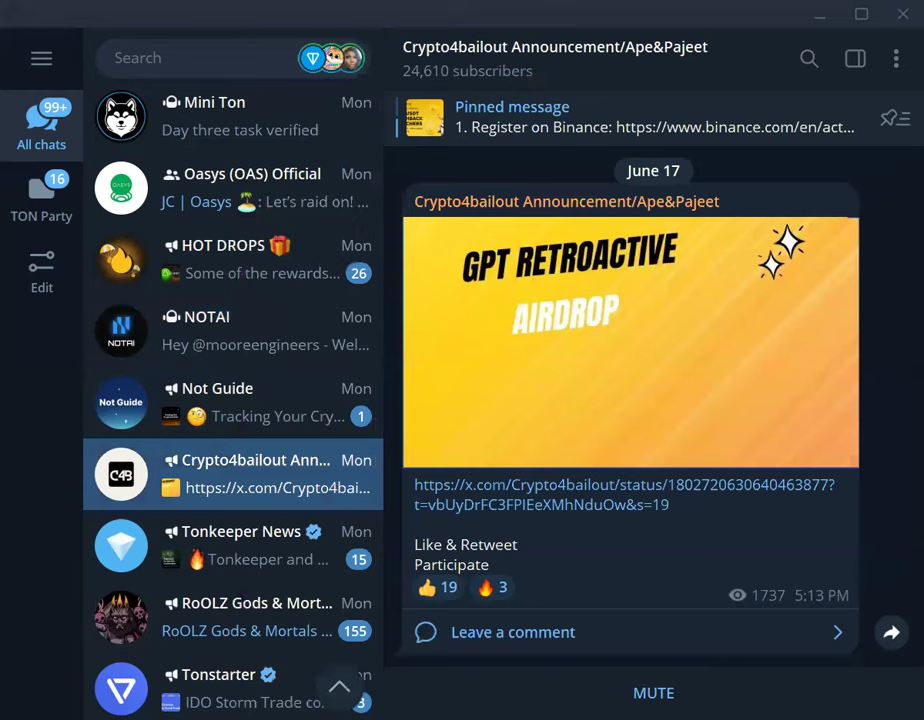 Search
99+
All chats
16
TON Party
Edit
Mini Ton Mon
Day three task verified
Oasys (OAS) Official Mon
OASYS
JC | Oasys 🏝️: Let's raid on! ...
HOT DROPS 🎁 Mon
Some of the rewards... 26
NOTAI Mon
NOTAI
Hey @mooreengineers - Wel...
Not Guide Mon
Not Guide
🧐 Tracking Your Cry... 1
Crypto4bailout Ann... Mon
C4B
https://x.com/Crypto4bai...
Tonkeeper News Mon
🔥Tonkeeper and ... 15
RoOLZ Gods & Mort... Mon
RoOLZ Gods & Mortals ... 155
Tonstarter
IDO Storm Trade co.
Crypto4bailout Announcement/Ape&Pajeet
24,610 subscribers
Pinned message
1. Register on Binance: https://www.binance.com/en/act...
June 17
Crypto4bailout Announcement/Ape&Pajeet
GPT RETROACTIVE
AIRDROP
https://x.com/Crypto4bailout/status/1802720630640463877?
t=vbUyDrFC3FPIEeXMhNduOw&s=19
Like & Retweet
Participate
👍 19 🔥 3
1737 5:13 PM
Leave a comment
MUTE